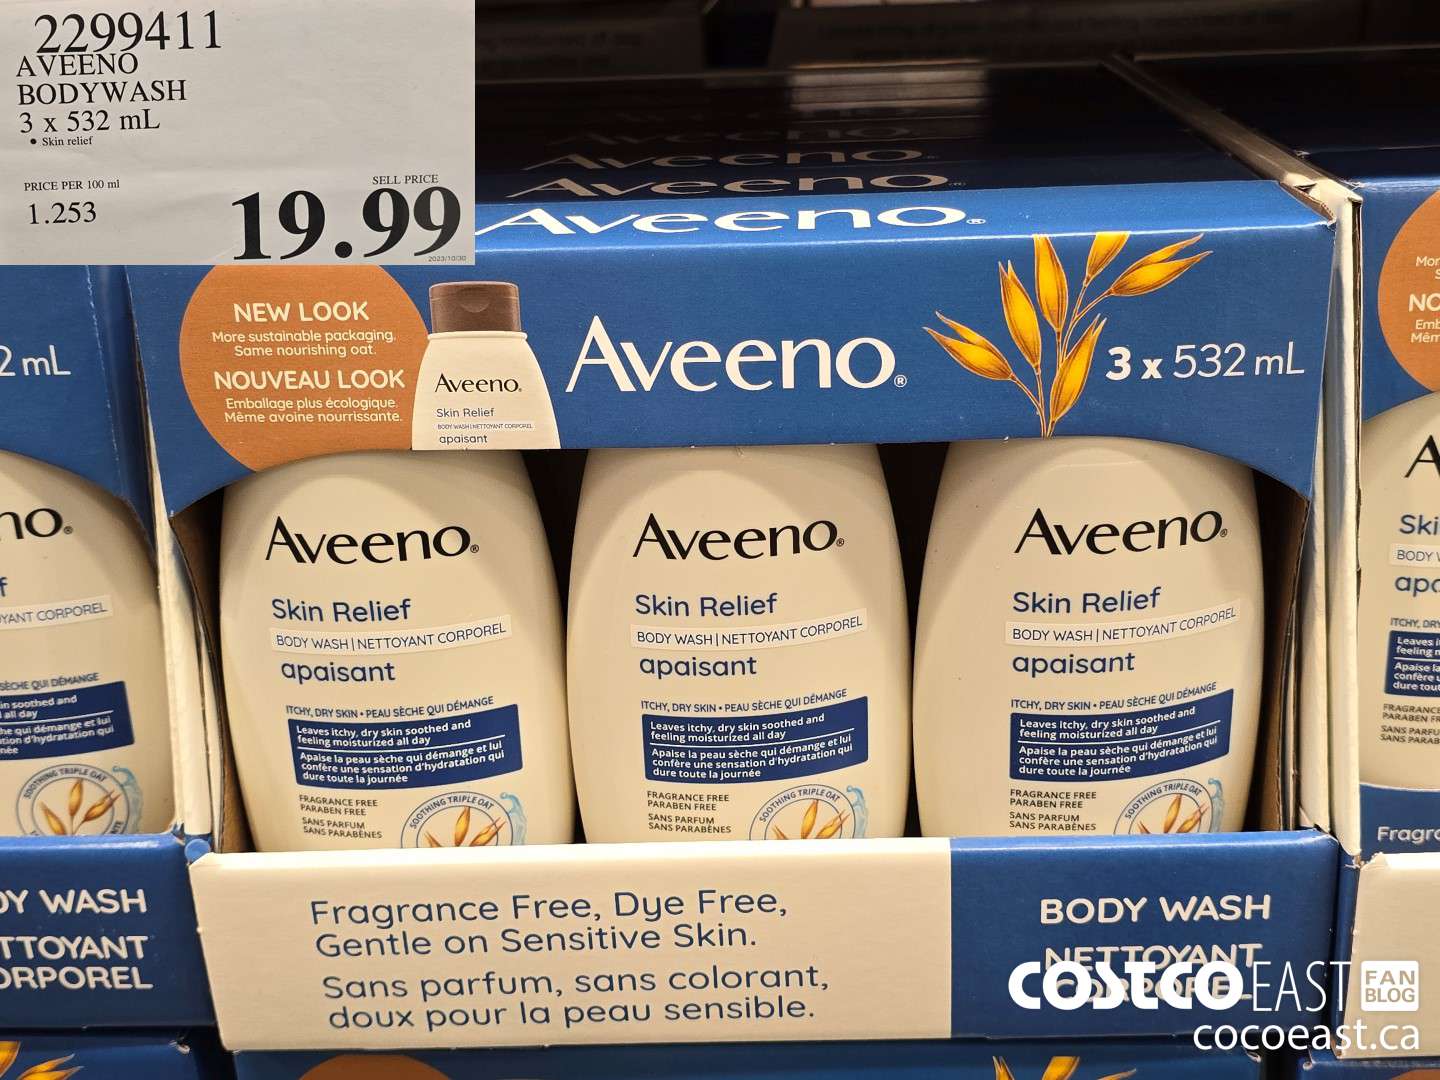 2299411
AVEENO
BODYWASH
3 x 532 mL
• Skin relief
PRICE PER 100 ml
1.253
SELL PRICE
19.99
2023/10/30
Aveeno®
Aveeno®
Aveeno®
NEW LOOK
More sustainable packaging.
Same nourishing oat.
NOUVEAU LOOK
Emballage plus écologique.
Même avoine nourrissante.
Aveeno®
Skin Relief
BODY WASH | NETTOYANT CORPOREL
apaisant
Aveeno®
3 x 532 mL
2 mL
Aveeno®
Skin Relief
BODY WASH | NETTOYANT CORPOREL
apaisant
ITCHY, DRY SKIN • PEAU SÈCHE QUI DÉMANGE
Leaves itchy, dry skin soothed and
feeling moisturized all day
Apaise la peau sèche qui démange et lui
confère une sensation d'hydratation qui
dure toute la journée
FRAGRANCE FREE
PARABEN FREE
SANS PARFUM
SANS PARABÈNES
SOOTHING TRIPLE OAT
Aveeno®
Skin Relief
BODY WASH | NETTOYANT CORPOREL
apaisant
ITCHY, DRY SKIN • PEAU SÈCHE QUI DÉMANGE
Leaves itchy, dry skin soothed and
feeling moisturized all day
Apaise la peau sèche qui démange et lui
confère une sensation d'hydratation qui
dure toute la journée
FRAGRANCE FREE
PARABEN FREE
SANS PARFUM
SANS PARABÈNES
SOOTHING TRIPLE OAT
Aveeno®
Skin Relief
BODY WASH | NETTOYANT CORPOREL
apaisant
ITCHY, DRY SKIN • PEAU SÈCHE QUI DÉMANGE
Leaves itchy, dry skin soothed and
feeling moisturized all day
Apaise la peau sèche qui démange et lui
confère une sensation d'hydratation qui
dure toute la journée
FRAGRANCE FREE
PARABEN FREE
SANS PARFUM
SANS PARABÈNES
SOOTHING TRIPLE OAT
Fragrance Free, Dye Free,
Gentle on Sensitive Skin.
Sans parfum, sans colorant,
doux pour la peau sensible.
BODY WASH
NETTOYANT
CORPOREL
DY WASH
TTOYANT
ORPOREL
COSTCO EAST FAN BLOG
cocoeast.ca